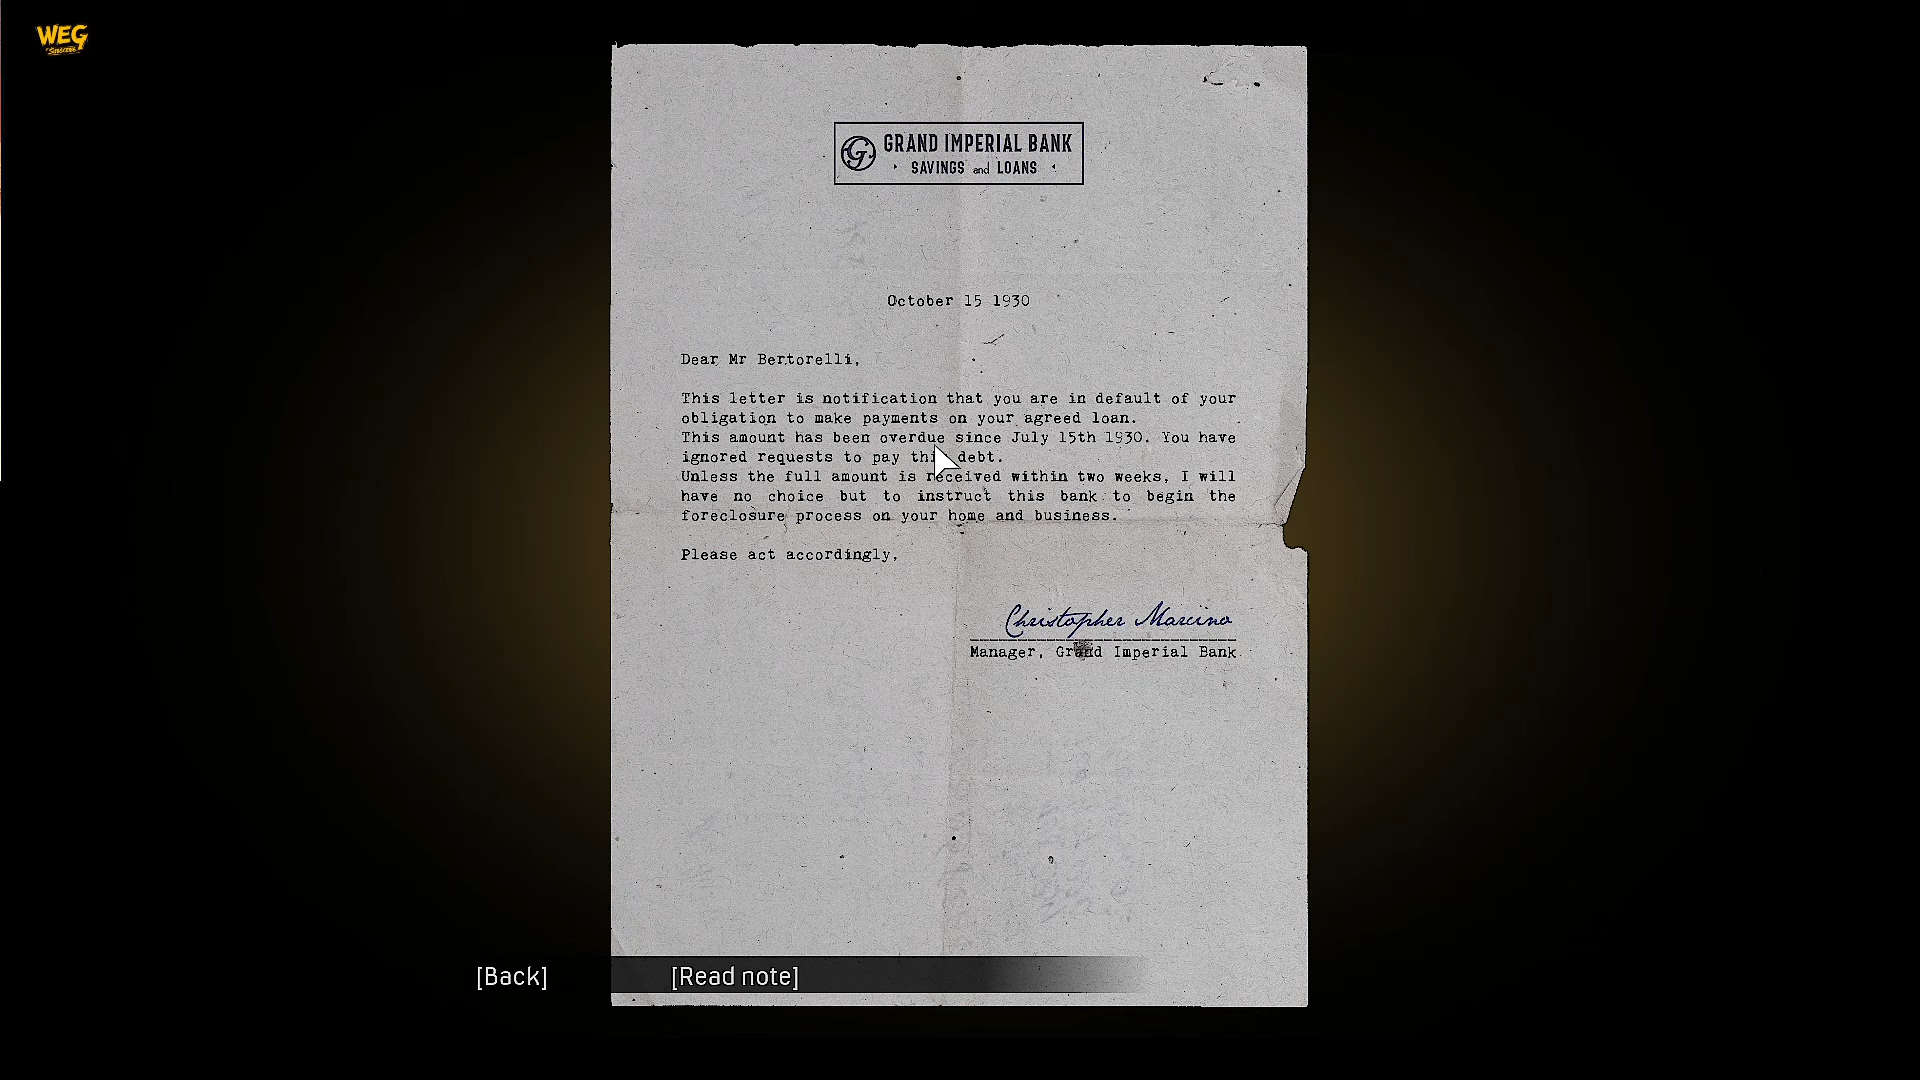 WEG
Subscribe
GRAND IMPERIAL BANK
SAVINGS and LOANS
October 15 1930
Dear Mr Bertorelli,
This letter is notification that you are in default of your
obligation to make payments on your agreed loan.
This amount has been overdue since July 15th 1930. You have
ignored requests to pay this debt.
Unless the full amount is received within two weeks, I will
have no choice but to instruct this bank to begin the
foreclosure process on your home and business.
Please act accordingly,
Christopher Marcino
Manager, Grand Imperial Bank
[Back]
[Read note]